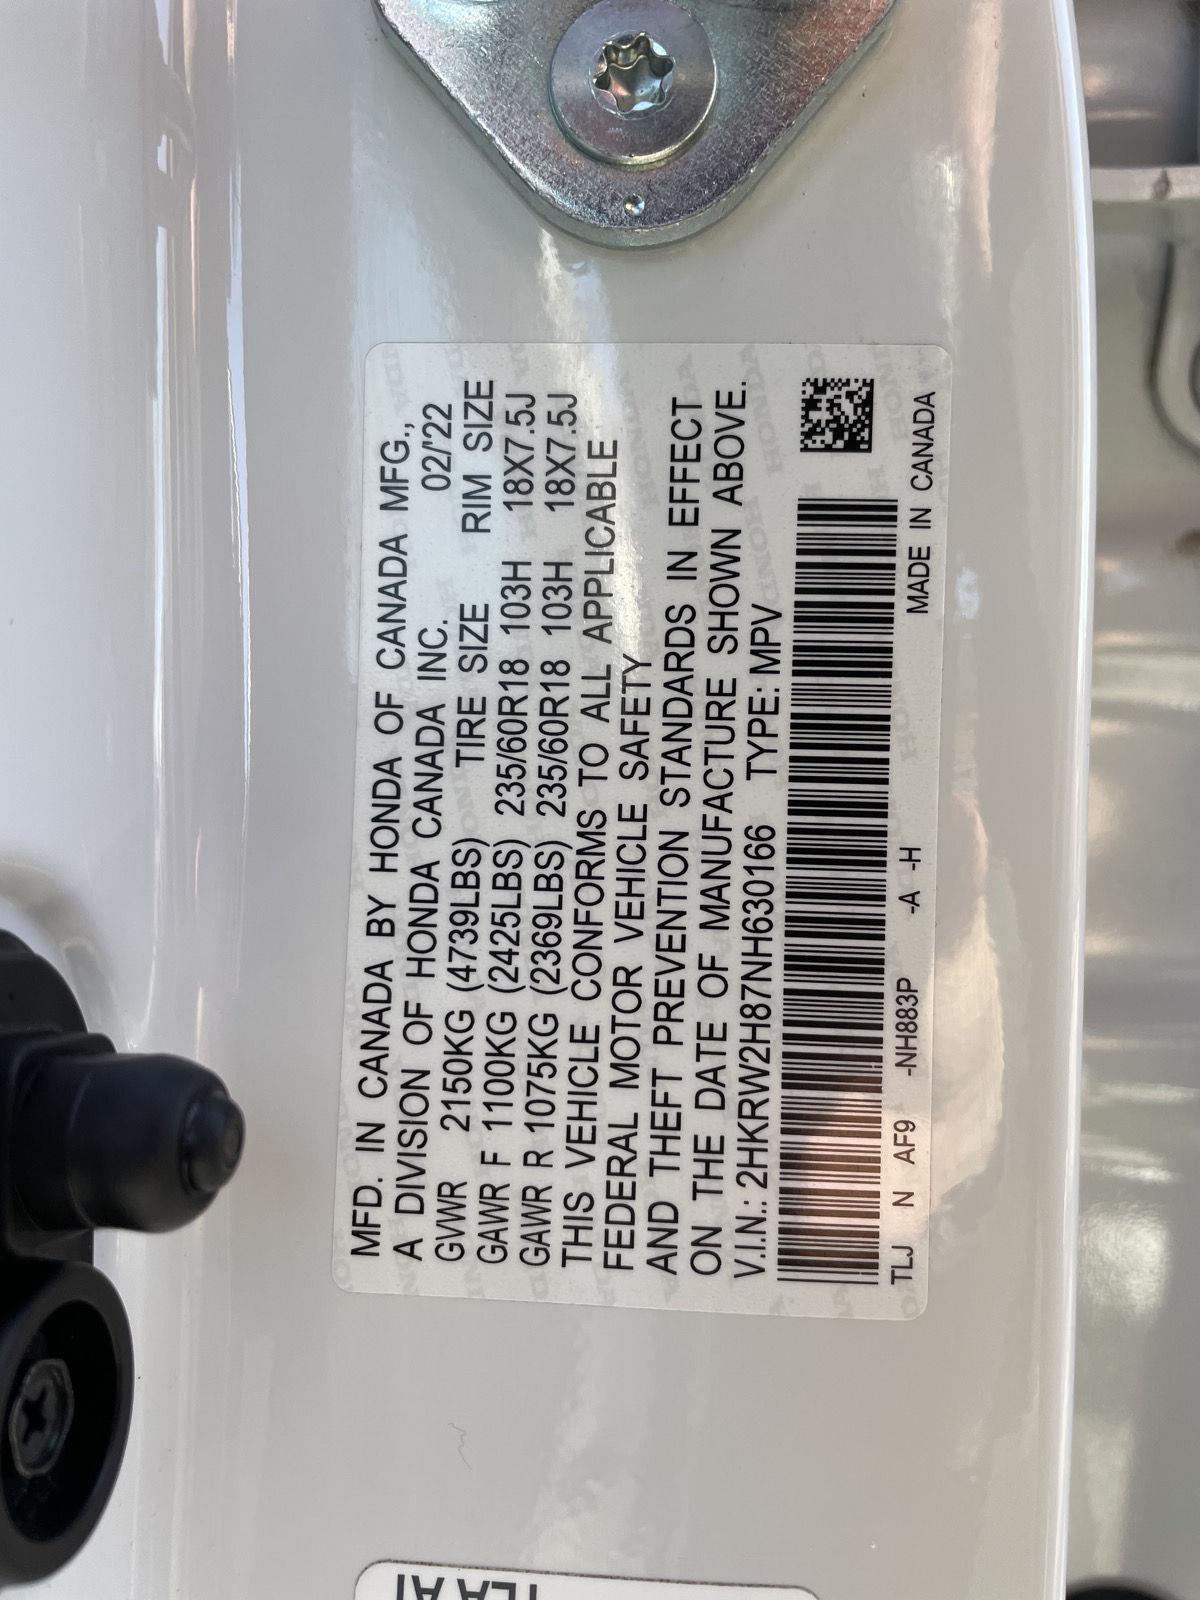 MFD. IN CANADA BY HONDA OF CANADA MFG.,
A DIVISION OF HONDA CANADA INC. 02/'22
GVWR 2150KG (4739LBS) TIRE SIZE RIM SIZE
GAWR F 1100KG (2425LBS) 235/60R18 103H 18X7.5J
GAWR R 1075KG (2369LBS) 235/60R18 103H 18X7.5J
THIS VEHICLE CONFORMS TO ALL APPLICABLE
FEDERAL MOTOR VEHICLE SAFETY
AND THEFT PREVENTION STANDARDS IN EFFECT
ON THE DATE OF MANUFACTURE SHOWN ABOVE.
V.I.N.: 2HKRW2H87NH630166 TYPE: MPV
TLJ N AF9 -NH883P -A -H MADE IN CANADA